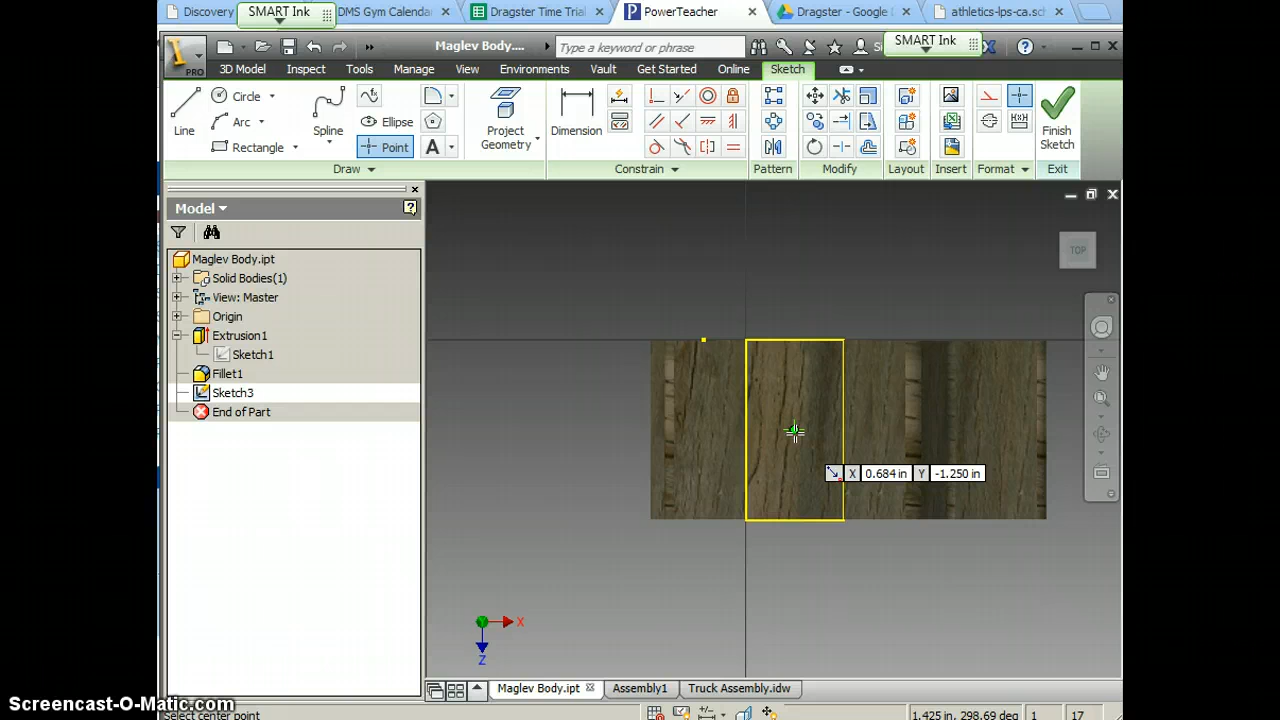 Discovery
SMART Ink
DMS Gym Calenda
Dragster Time Trial
PowerTeacher
Dragster - Google
athletics-lps-ca.sch
PRO
Maglev Body....
Type a keyword or phrase
SMART Ink
3D Model
Inspect
Tools
Manage
View
Environments
Vault
Get Started
Online
Sketch
Line
Circle
Arc
Rectangle
Spline
Ellipse
Point
A
Project Geometry
Dimension
Finish Sketch
Draw
Constrain
Pattern
Modify
Layout
Insert
Format
Exit
Model
Maglev Body.ipt
Solid Bodies(1)
View: Master
Origin
Extrusion1
Sketch1
Fillet1
Sketch3
End of Part
TOP
X 0.684 in Y -1.250 in
X
Y
Z
Maglev Body.ipt
Assembly1
Truck Assembly.idw
Select center point
1.425 in, 298.69 deg
1
17
Screencast-O-Matic.com